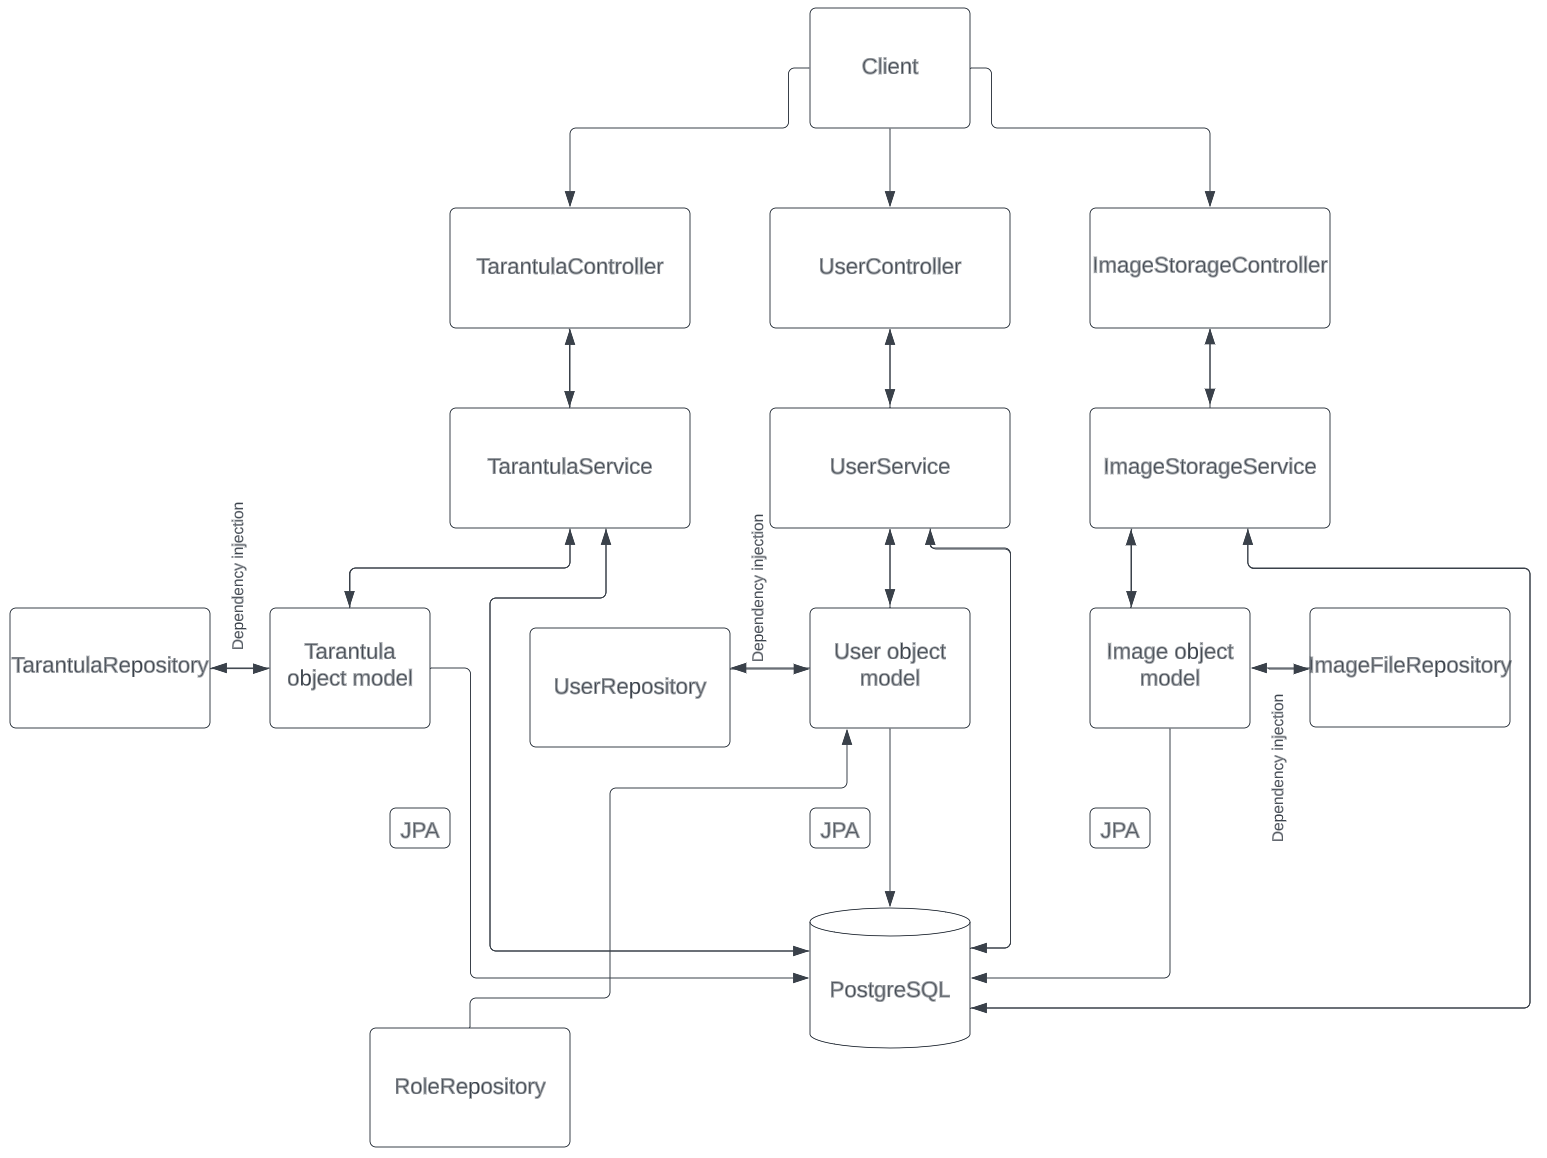 Client
TarantulaController
UserController
ImageStorageController
TarantulaService
UserService
ImageStorageService
Dependency injection
Dependency injection
TarantulaRepository
Tarantula
object model
UserRepository
User object
model
Image object
model
ImageFileRepository
Dependency injection
JPA
JPA
JPA
PostgreSQL
RoleRepository